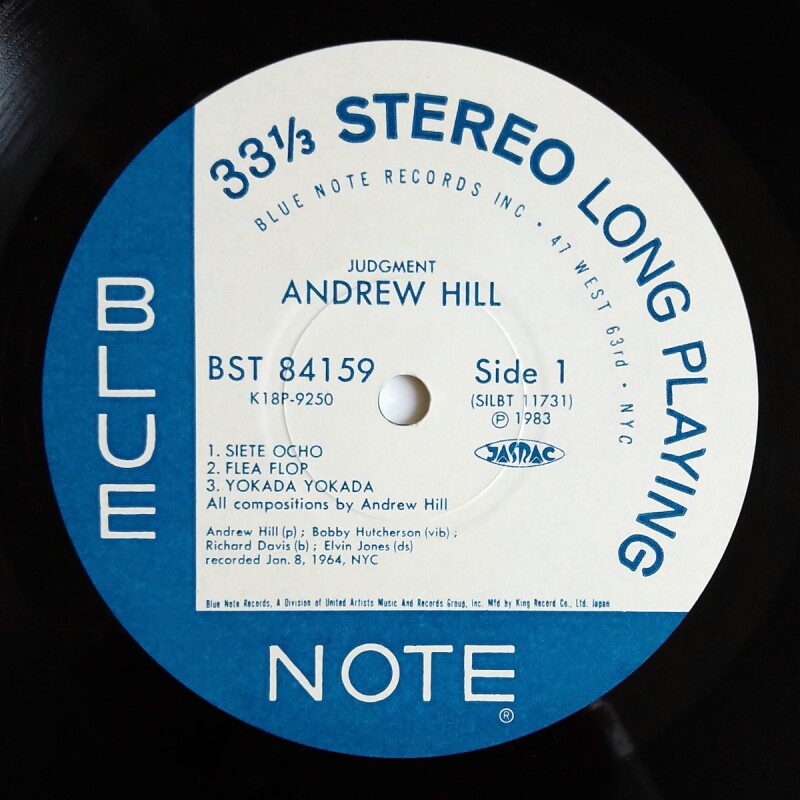 33⅓ STEREO LONG PLAYING
BLUE NOTE RECORDS INC • 47 WEST 63rd • NYC
JUDGMENT
ANDREW HILL
BST 84159
K18P-9250
Side 1
(SILBT 11731)
Ⓟ 1983
JASRAC
1. SIETE OCHO
2. FLEA FLOP
3. YOKADA YOKADA
All compositions by Andrew Hill
Andrew Hill (p) ; Bobby Hutcherson (vib) ;
Richard Davis (b) ; Elvin Jones (ds)
recorded Jan. 8, 1964, NYC
Blue Note Records, A Division of United Artists Music And Records Group, Inc. Mfd by King Record Co., Ltd. Japan
BLUE
NOTE
®